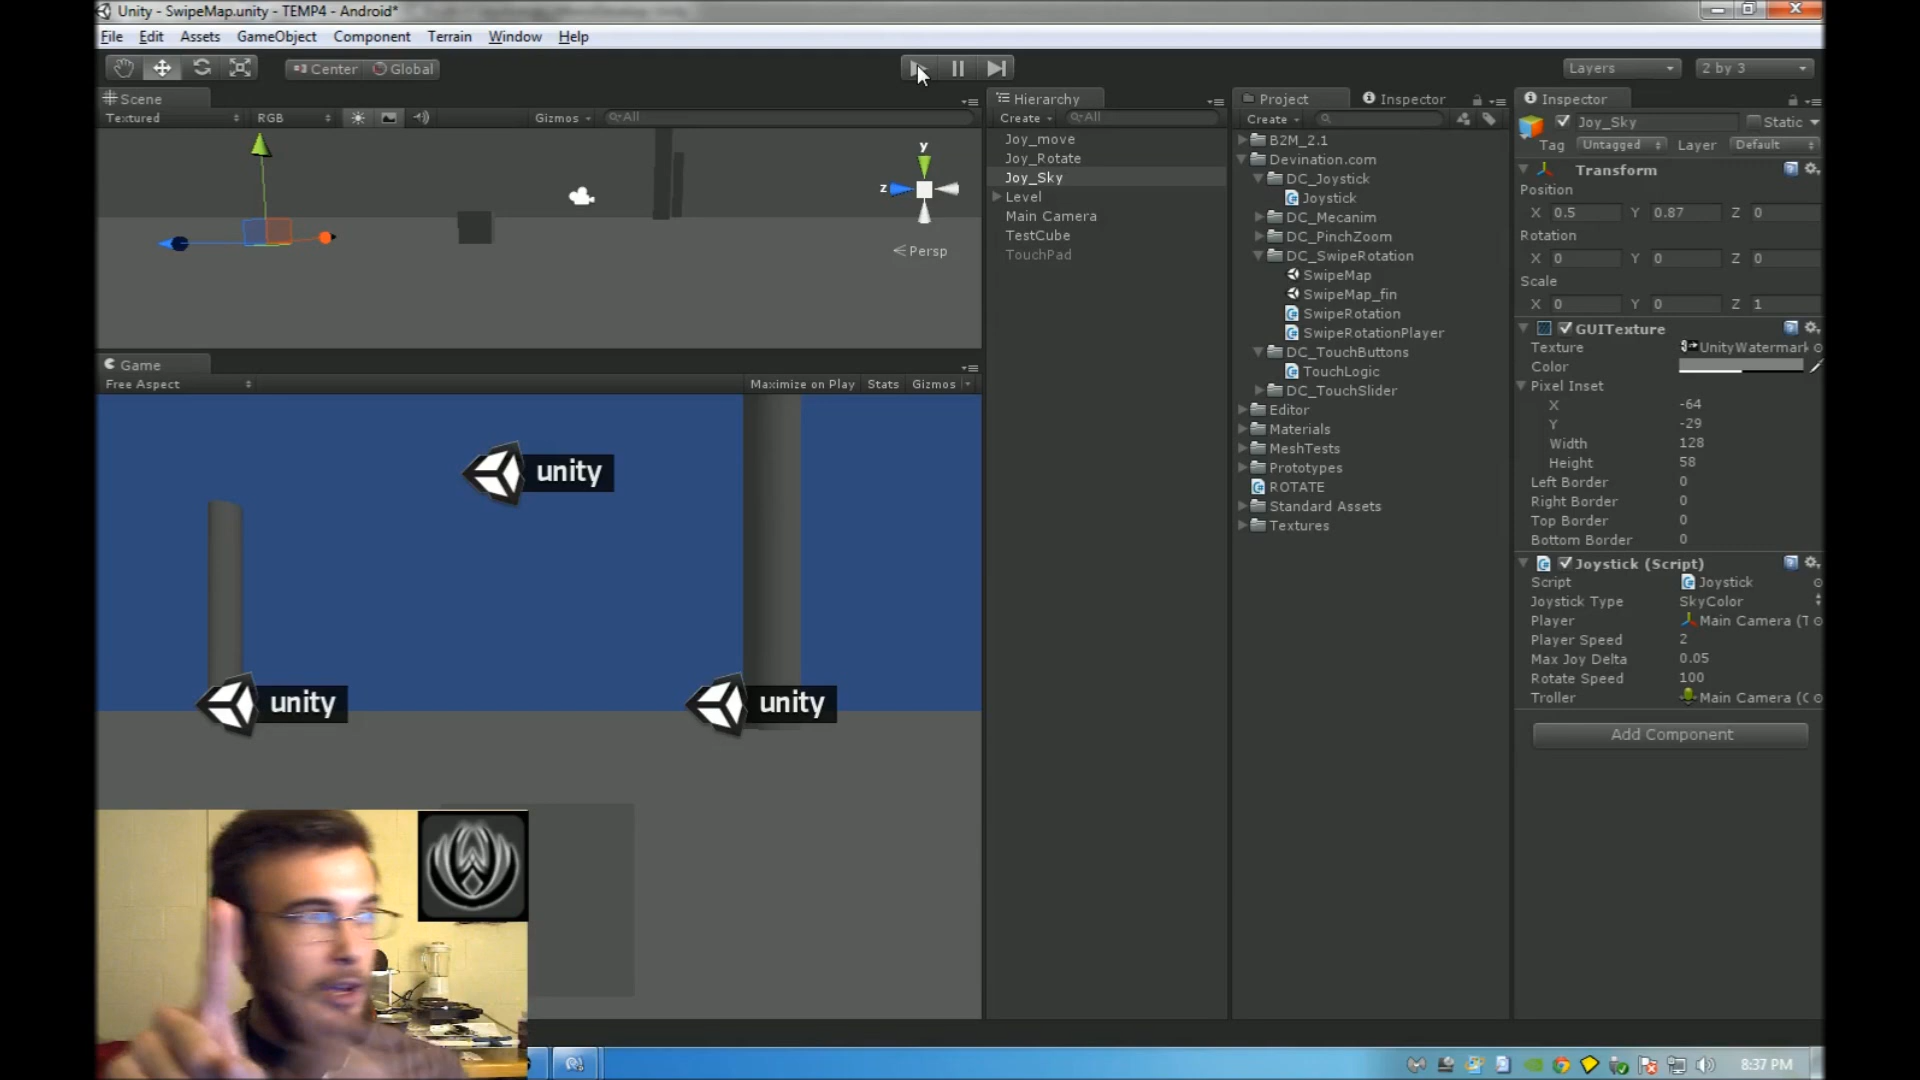 Unity - SwipeMap.unity - TEMP4 - Android*
File Edit Assets GameObject Component Terrain Window Help
Center Global
Layers
2 by 3
Scene
Textured RGB Gizmos All
y
z
Persp
Game
Free Aspect Maximize on Play Stats Gizmos
unity
unity
unity
Hierarchy
Create All
Joy_move
Joy_Rotate
Joy_Sky
Level
Main Camera
TestCube
TouchPad
Project Inspector
Create
B2M_2.1
Devination.com
DC_Joystick
Joystick
DC_Mecanim
DC_PinchZoom
DC_SwipeRotation
SwipeMap
SwipeMap_fin
SwipeRotation
SwipeRotationPlayer
DC_TouchButtons
TouchLogic
DC_TouchSlider
Editor
Materials
MeshTests
Prototypes
ROTATE
Standard Assets
Textures
Inspector
Joy_Sky Static
Tag Untagged Layer Default
Transform
Position
X 0.5 Y 0.87 Z 0
Rotation
X 0 Y 0 Z 0
Scale
X 0 Y 0 Z 1
GUITexture
Texture UnityWatermark
Color
Pixel Inset
X -64
Y -29
Width 128
Height 58
Left Border 0
Right Border 0
Top Border 0
Bottom Border 0
Joystick (Script)
Script Joystick
Joystick Type SkyColor
Player Main Camera (T
Player Speed 2
Max Joy Delta 0.05
Rotate Speed 100
Troller Main Camera (C
Add Component
8:37 PM